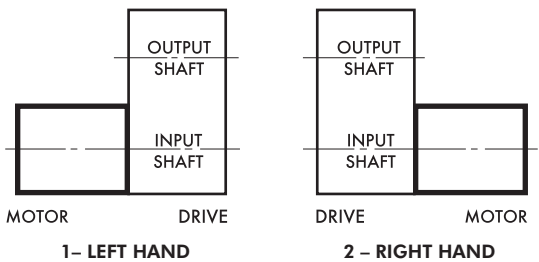 OUTPUT
SHAFT
INPUT
SHAFT
MOTOR DRIVE
1– LEFT HAND
OUTPUT
SHAFT
INPUT
SHAFT
DRIVE MOTOR
2 – RIGHT HAND